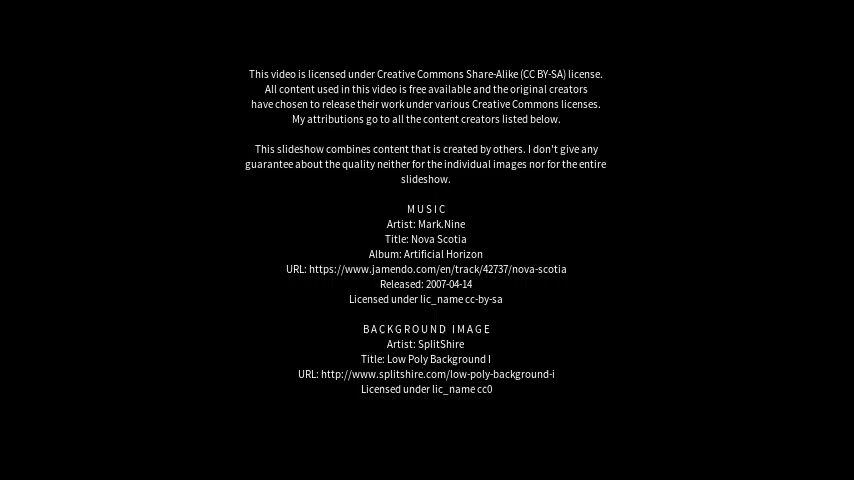 This video is licensed under Creative Commons Share-Alike (CC BY-SA) license.
All content used in this video is free available and the original creators
have chosen to release their work under various Creative Commons licenses.
My attributions go to all the content creators listed below.
This slideshow combines content that is created by others. I don't give any
guarantee about the quality neither for the individual images nor for the entire
slideshow.
MUSIC
Artist: Mark.Nine
Title: Nova Scotia
Album: Artificial Horizon
URL: https://www.jamendo.com/en/track/42737/nova-scotia
Released: 2007-04-14
Licensed under lic_name cc-by-sa
BACKGROUND IMAGE
Artist: SplitShire
Title: Low Poly Background I
URL: http://www.splitshire.com/low-poly-background-i
Licensed under lic_name cc0